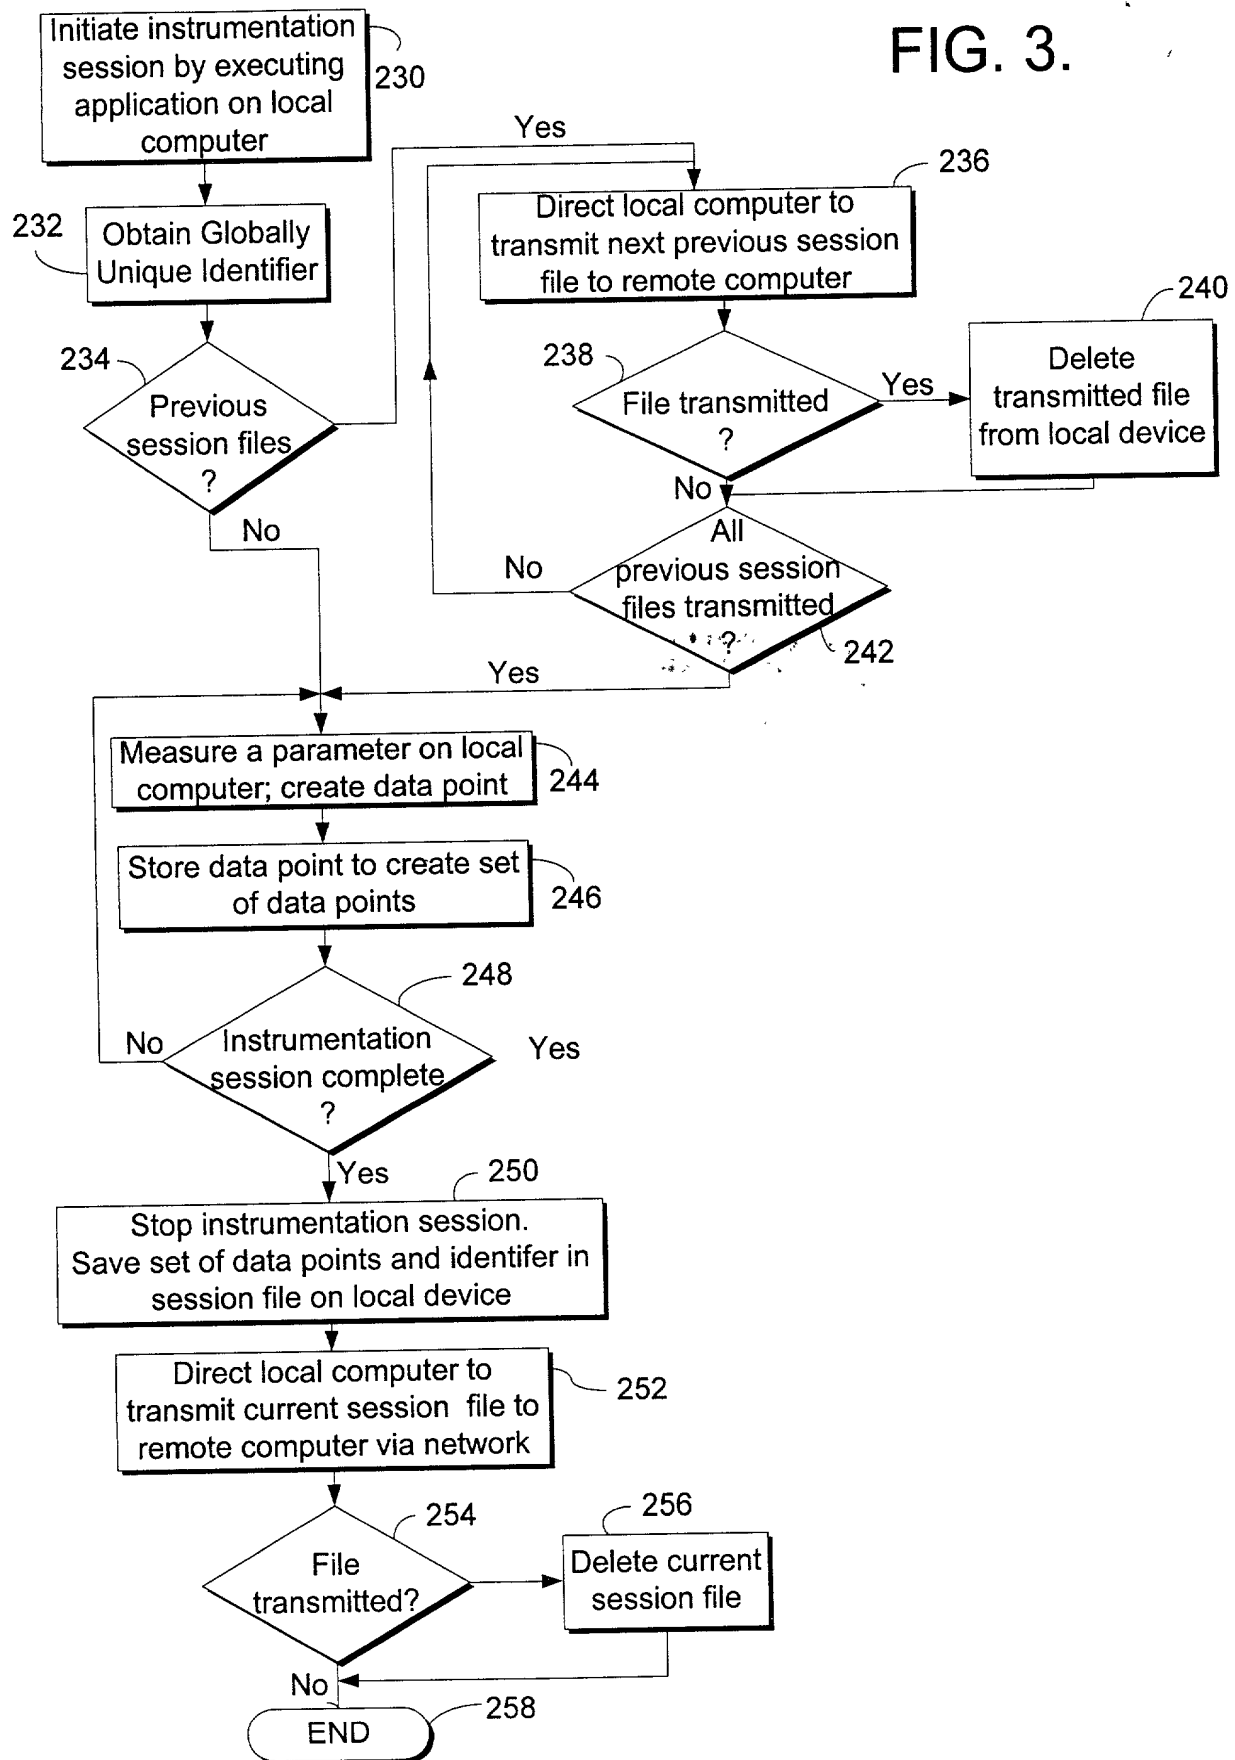 FIG. 3.
Initiate instrumentation
session by executing
application on local
computer
230
232
Obtain Globally
Unique Identifier
234
Previous
session files
?
Yes
No
236
Direct local computer to
transmit next previous session
file to remote computer
238
File transmitted
?
Yes
No
240
Delete
transmitted file
from local device
All
previous session
files transmitted
?
242
No
Yes
Measure a parameter on local
computer; create data point
244
Store data point to create set
of data points
246
248
Instrumentation
session complete
?
No
Yes
Yes
250
Stop instrumentation session.
Save set of data points and identifer in
session file on local device
Direct local computer to
transmit current session file to
remote computer via network
252
254
File
transmitted?
256
Delete current
session file
No
END
258